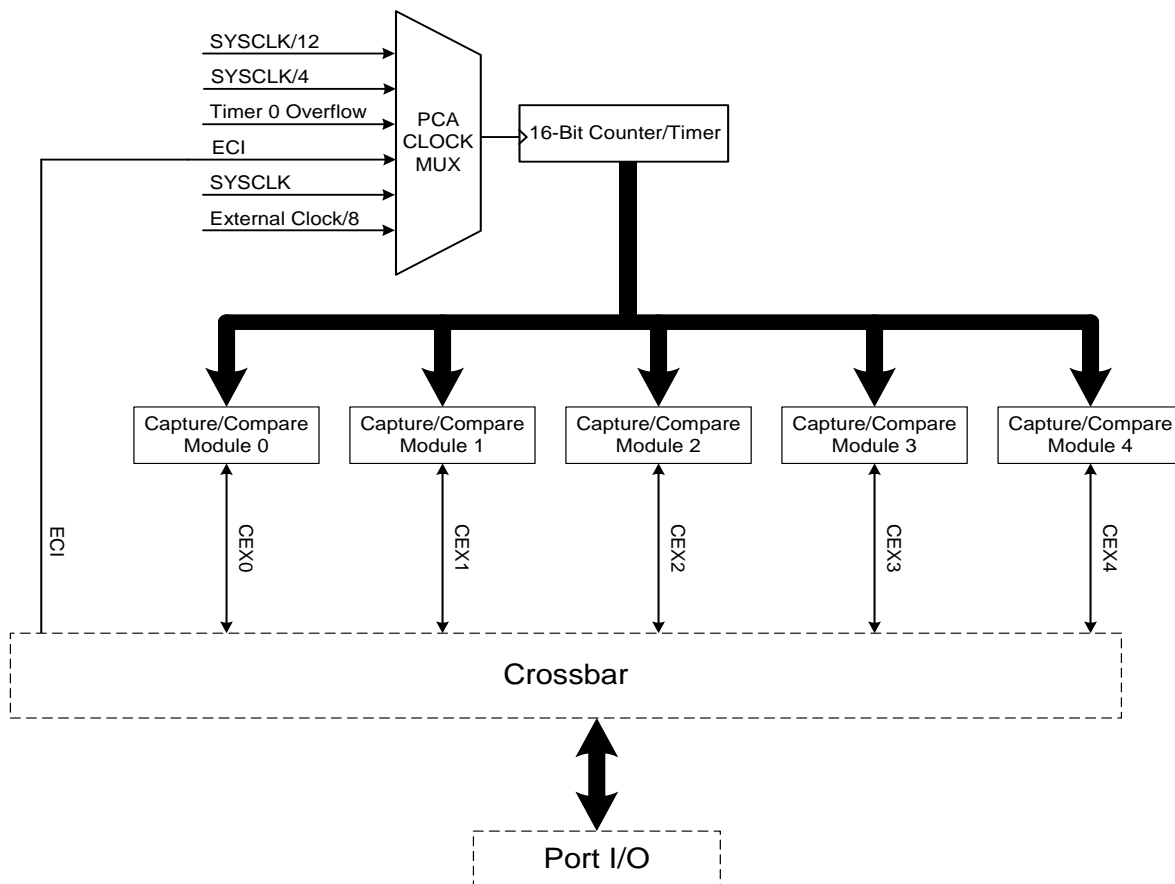 SYSCLK/12
SYSCLK/4
Timer 0 Overflow
ECI
SYSCLK
External Clock/8
PCA
CLOCK
MUX
16-Bit Counter/Timer
Capture/Compare
Module 0
Capture/Compare
Module 1
Capture/Compare
Module 2
Capture/Compare
Module 3
Capture/Compare
Module 4
ECI
CEX0
CEX1
CEX2
CEX3
CEX4
Crossbar
Port I/O